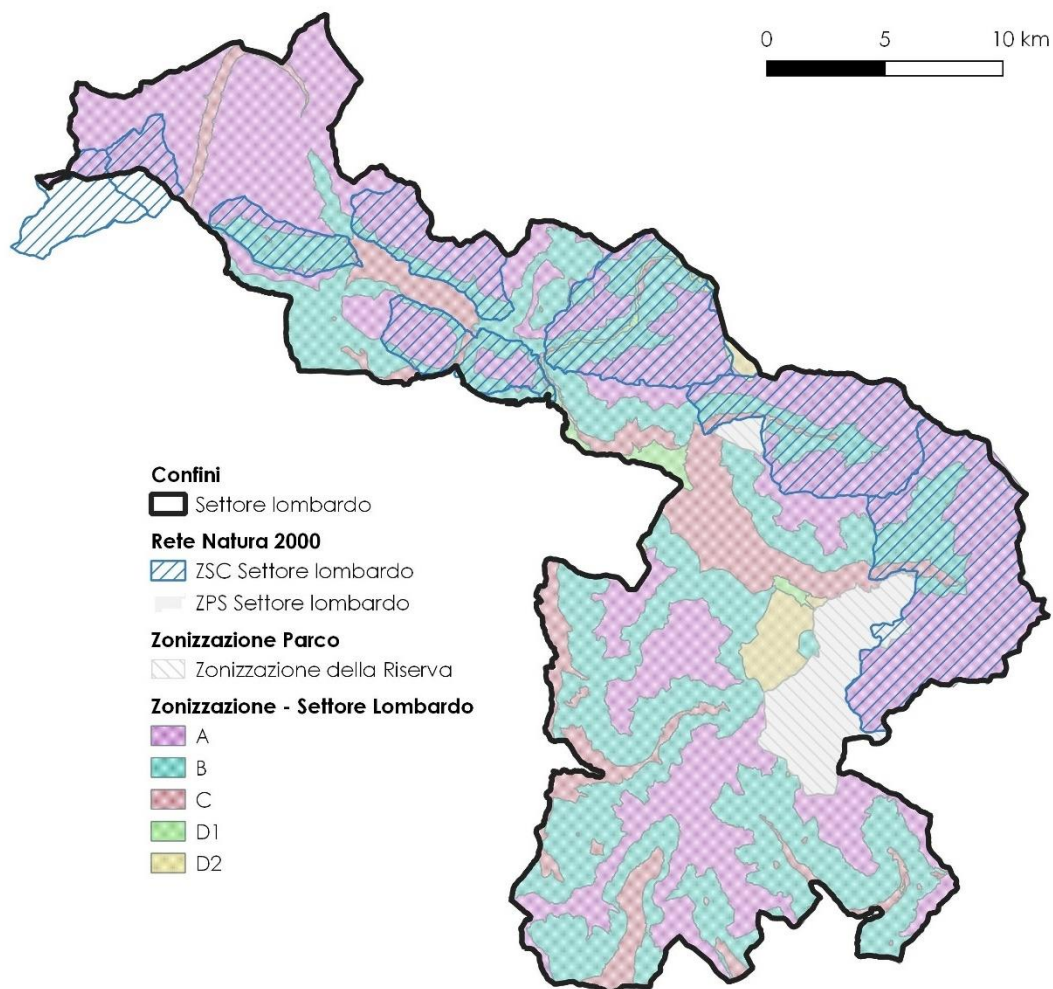 0 5 10 km
Confini
Settore lombardo
Rete Natura 2000
ZSC Settore lombardo
ZPS Settore lombardo
Zonizzazione Parco
Zonizzazione della Riserva
Zonizzazione - Settore Lombardo
A
B
C
D1
D2